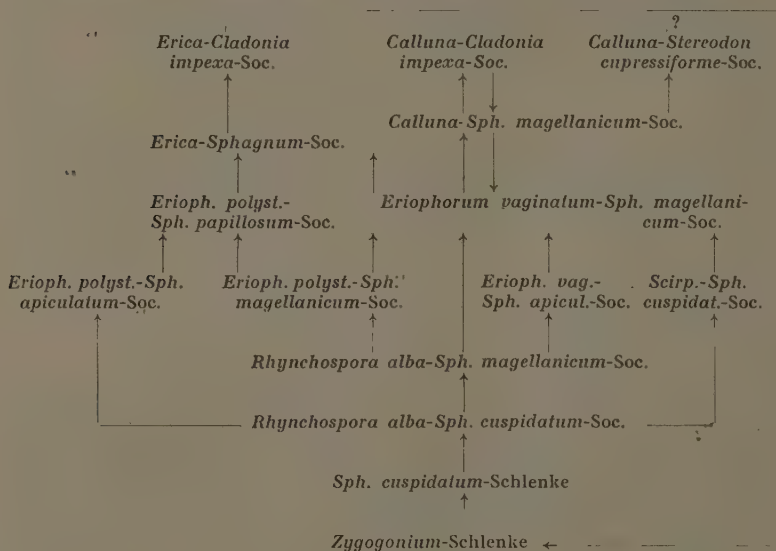 ?
Erica-Cladonia Calluna-Cladonia Calluna-Stereodon
impexa-Soc. impexa-Soc. cupressiforme-Soc.
Calluna-Sph. magellanicum-Soc.
Erica-Sphagnum-Soc.
Erioph. polyst.-
Sph. papillosum-Soc.
Eriophorum vaginatum-Sph. magellani-
cum-Soc.
Erioph. polyst.-Sph. Erioph. polyst.-Sph. Erioph. vag.- Scirp.-Sph.
apiculatum-Soc. magellanicum-Soc. Sph. apicul.-Soc. cuspidat.-Soc.
Rhynchospora alba-Sph. magellanicum-Soc.
Rhynchospora alba-Sph. cuspidatum-Soc.
Sph. cuspidatum-Schlenke
Zygogonium-Schlenke